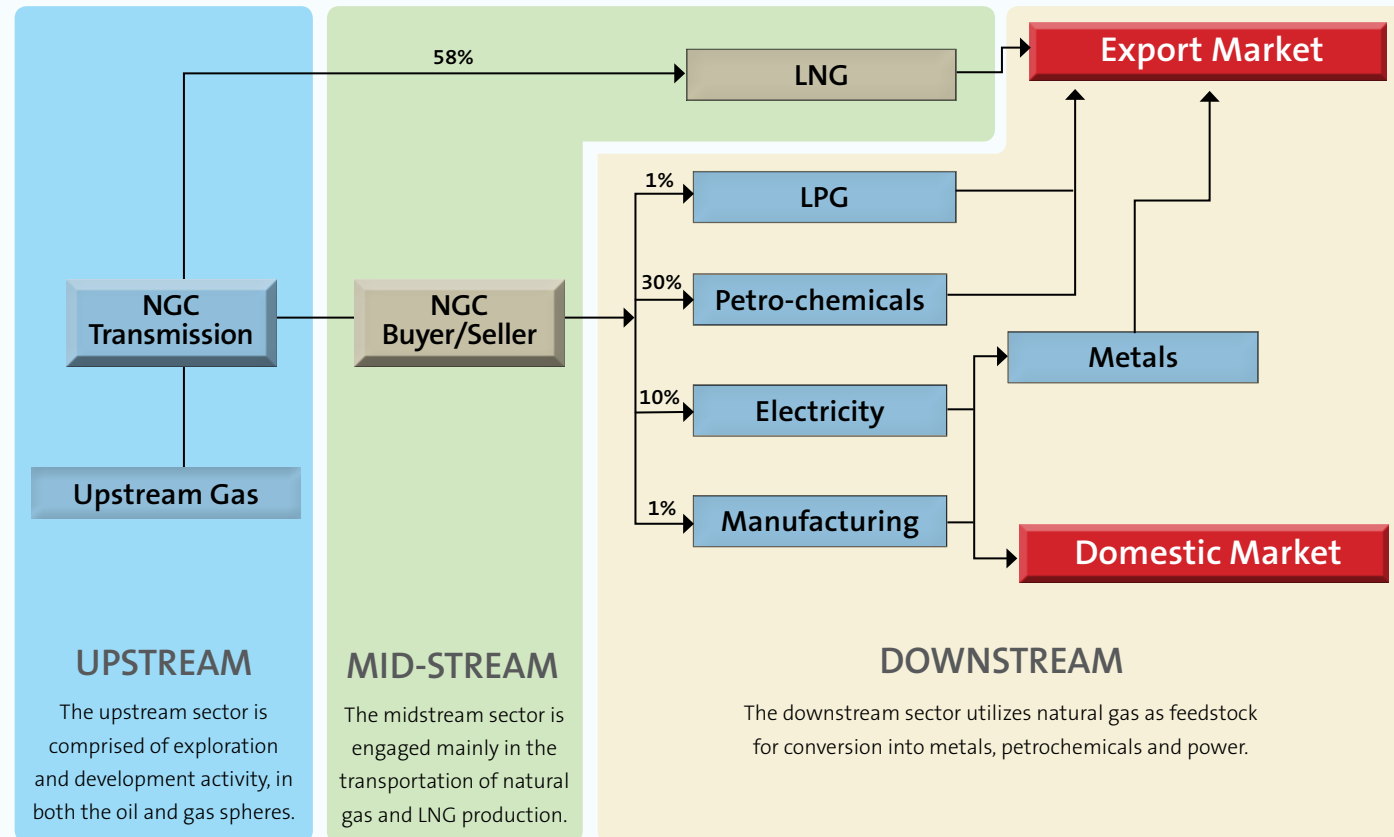 58%
LNG
Export Market
1%
LPG
30%
Petro-chemicals
NGC
Transmission
NGC
Buyer/Seller
Metals
10%
Electricity
Upstream Gas
1%
Manufacturing
Domestic Market
UPSTREAM
The upstream sector is
comprised of exploration
and development activity, in
both the oil and gas spheres.
MID-STREAM
The midstream sector is
engaged mainly in the
transportation of natural
gas and LNG production.
DOWNSTREAM
The downstream sector utilizes natural gas as feedstock
for conversion into metals, petrochemicals and power.